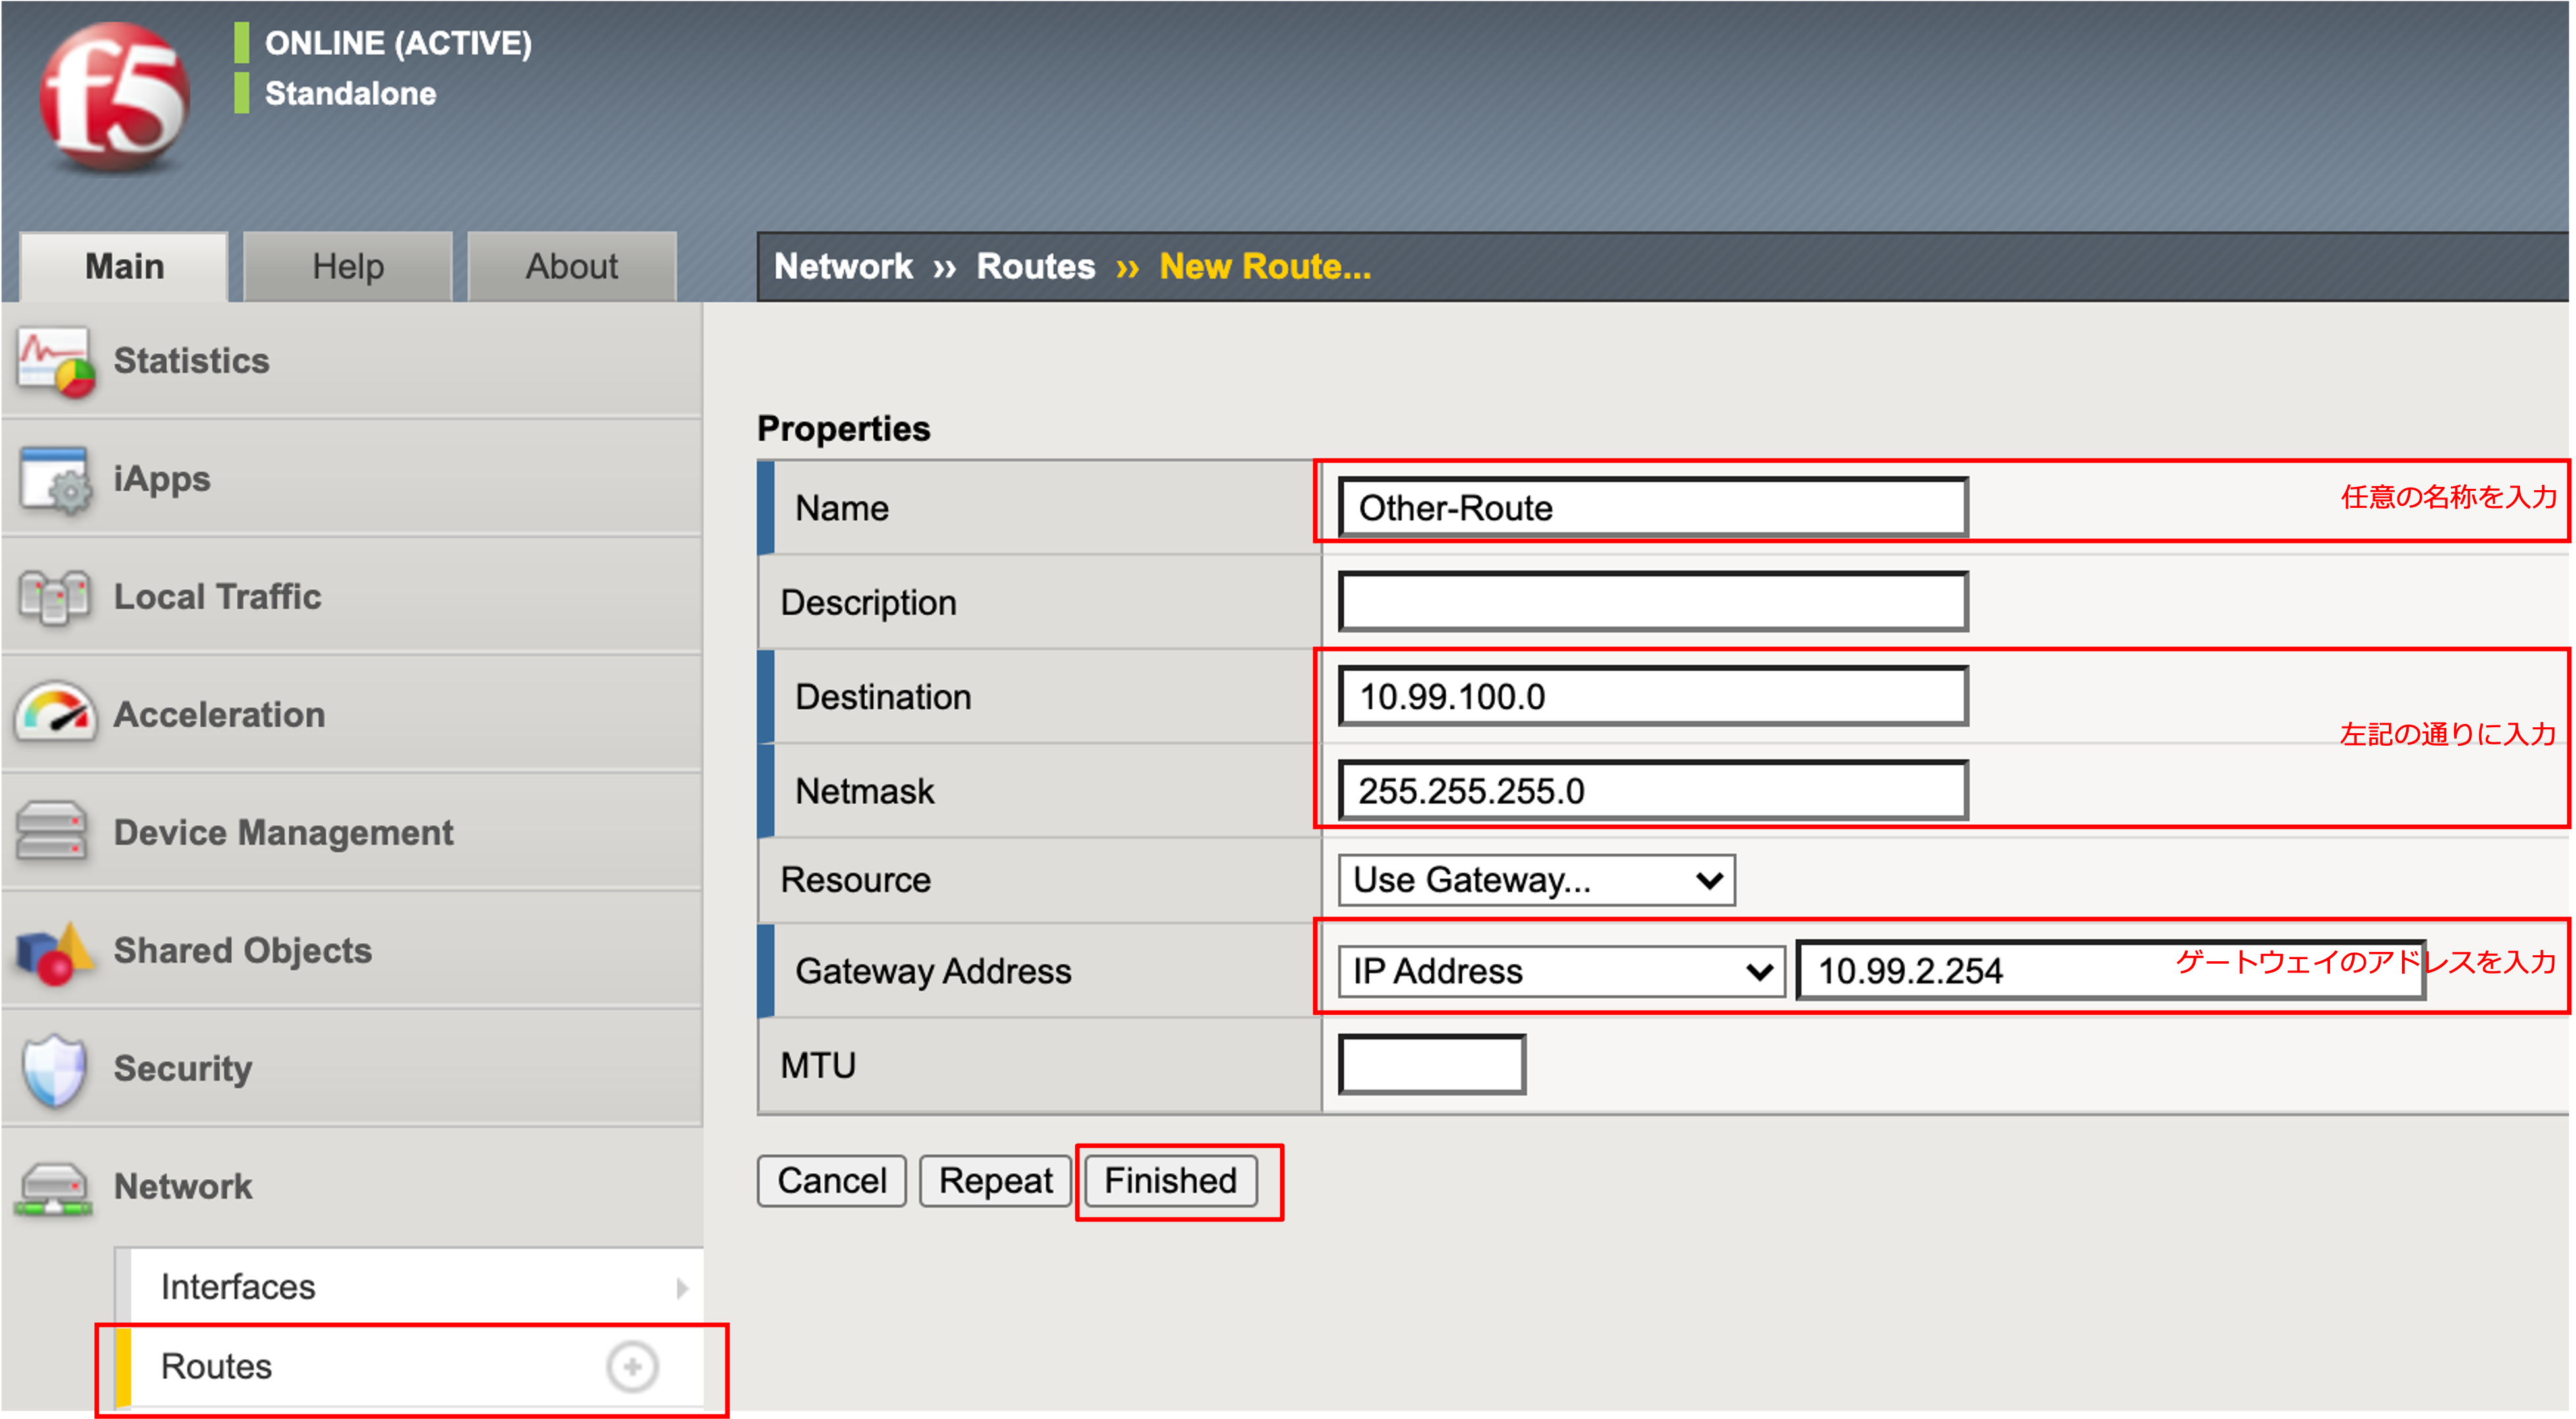 f5
ONLINE (ACTIVE)
Standalone
Main
Help
About
Network ›› Routes ›› New Route...
Statistics
iApps
Local Traffic
Acceleration
Device Management
Shared Objects
Security
Network
Interfaces
Routes
Properties
Name
Other-Route
任意の名称を入力
Description
Destination
10.99.100.0
左記の通りに入力
Netmask
255.255.255.0
Resource
Use Gateway...
Gateway Address
IP Address
10.99.2.254
ゲートウェイのアドレスを入力
MTU
Cancel
Repeat
Finished